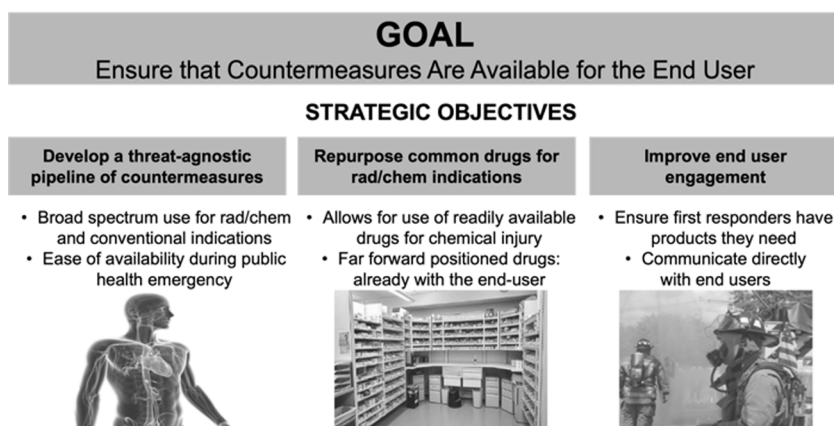 GOAL
Ensure that Countermeasures Are Available for the End User
STRATEGIC OBJECTIVES
Develop a threat-agnostic
pipeline of countermeasures
• Broad spectrum use for rad/chem
and conventional indications
• Ease of availability during public
health emergency
Repurpose common drugs for
rad/chem indications
• Allows for use of readily available
drugs for chemical injury
• Far forward positioned drugs:
already with the end-user
Improve end user
engagement
• Ensure first responders have
products they need
• Communicate directly
with end users